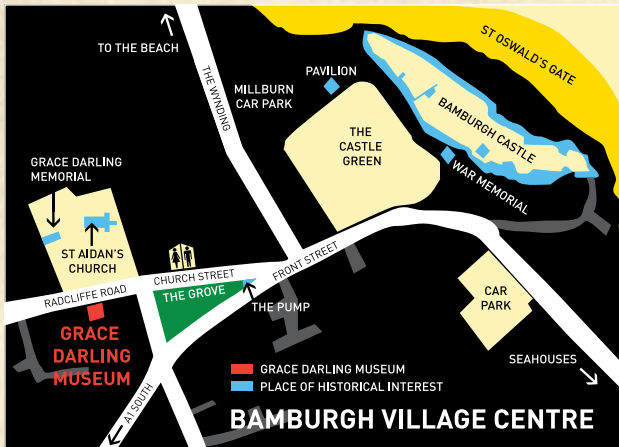 TO THE BEACH
THE WYNDING
MILLBURN
CAR PARK
PAVILION
ST OSWALD'S GATE
BAMBURGH CASTLE
THE
CASTLE
GREEN
WAR MEMORIAL
GRACE DARLING
MEMORIAL
ST AIDAN'S
CHURCH
CHURCH STREET
FRONT STREET
RADCLIFFE ROAD
THE GROVE
THE PUMP
CAR
PARK
GRACE
DARLING
MUSEUM
SEAHOUSES
A1 SOUTH
GRACE DARLING MUSEUM
PLACE OF HISTORICAL INTEREST
BAMBURGH VILLAGE CENTRE